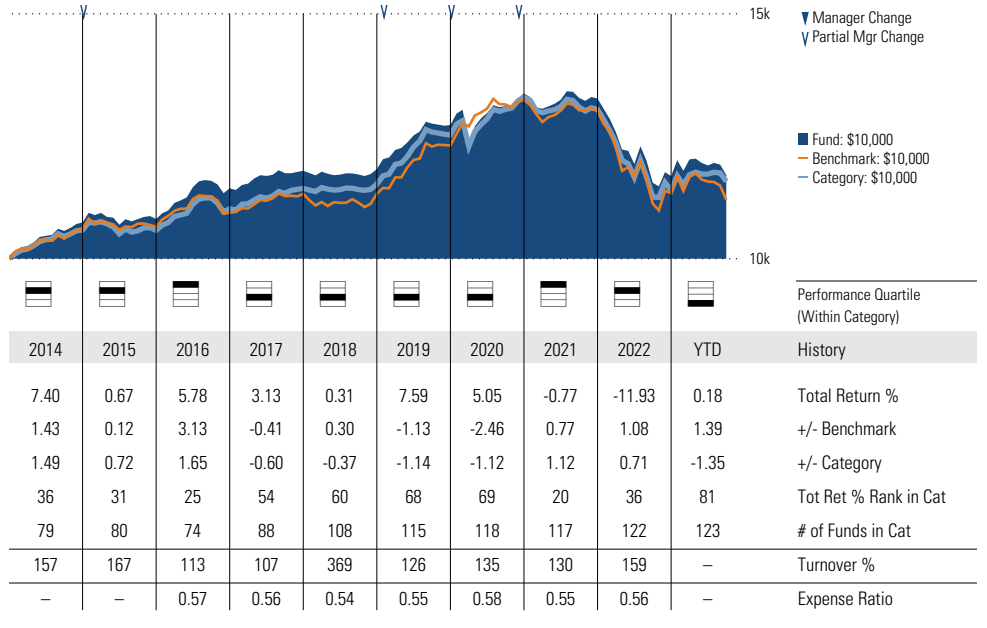 15k
▼ Manager Change
Partial Mgr Change
Fund: $10,000
Benchmark: $10,000
Category: $10,000
10k
Performance Quartile
(Within Category)
2014 2015 2016 2017 2018 2019 2020 2021 2022 YTD History
7.40 0.67 5.78 3.13 0.31 7.59 5.05 -0.77 -11.93 0.18 Total Return %
1.43 0.12 3.13 -0.41 0.30 -1.13 -2.46 0.77 1.08 1.39 +/- Benchmark
1.49 0.72 1.65 -0.60 -0.37 -1.14 -1.12 1.12 0.71 -1.35 +/- Category
36 31 25 54 60 68 69 20 36 81 Tot Ret % Rank in Cat
79 80 74 88 108 115 118 117 122 123 # of Funds in Cat
157 167 113 107 369 126 135 130 159 – Turnover %
– – 0.57 0.56 0.54 0.55 0.58 0.55 0.56 – Expense Ratio